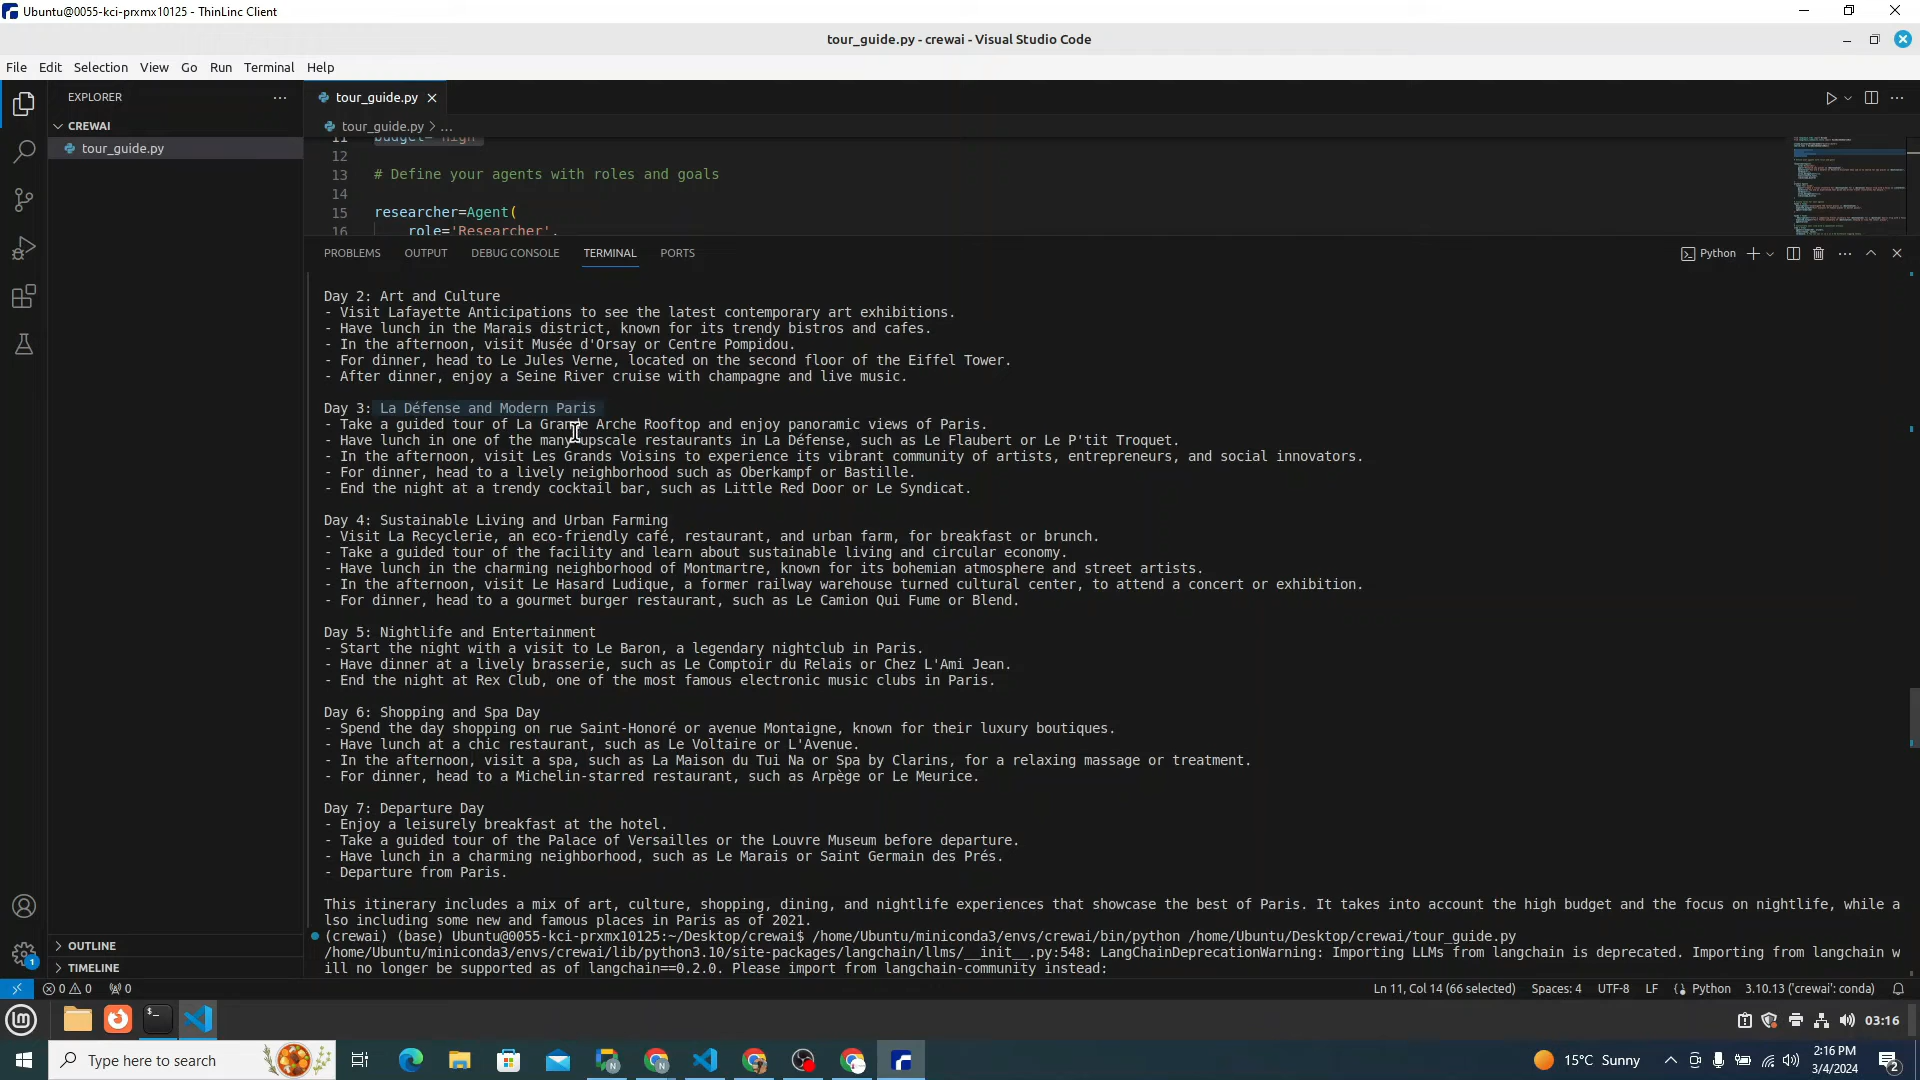 Ubuntu@0055-kci-prxmx10125 - ThinLinc Client
tour_guide.py - crewai - Visual Studio Code
File Edit Selection View Go Run Terminal Help
EXPLORER
CREWAI
tour_guide.py
tour_guide.py
tour_guide.py > ...
11 budget='high'
12
13 # Define your agents with roles and goals
14
15 researcher=Agent(
16 role='Researcher',
PROBLEMS OUTPUT DEBUG CONSOLE TERMINAL PORTS
Python
Day 2: Art and Culture
- Visit Lafayette Anticipations to see the latest contemporary art exhibitions.
- Have lunch in the Marais district, known for its trendy bistros and cafes.
- In the afternoon, visit Musée d'Orsay or Centre Pompidou.
- For dinner, head to Le Jules Verne, located on the second floor of the Eiffel Tower.
- After dinner, enjoy a Seine River cruise with champagne and live music.
Day 3: La Défense and Modern Paris
- Take a guided tour of La Grande Arche Rooftop and enjoy panoramic views of Paris.
- Have lunch in one of the many upscale restaurants in La Défense, such as Le Flaubert or Le P'tit Troquet.
- In the afternoon, visit Les Grands Voisins to experience its vibrant community of artists, entrepreneurs, and social innovators.
- For dinner, head to a lively neighborhood such as Oberkampf or Bastille.
- End the night at a trendy cocktail bar, such as Little Red Door or Le Syndicat.
Day 4: Sustainable Living and Urban Farming
- Visit La Recyclerie, an eco-friendly café, restaurant, and urban farm, for breakfast or brunch.
- Take a guided tour of the facility and learn about sustainable living and circular economy.
- Have lunch in the charming neighborhood of Montmartre, known for its bohemian atmosphere and street artists.
- In the afternoon, visit Le Hasard Ludique, a former railway warehouse turned cultural center, to attend a concert or exhibition.
- For dinner, head to a gourmet burger restaurant, such as Le Camion Qui Fume or Blend.
Day 5: Nightlife and Entertainment
- Start the night with a visit to Le Baron, a legendary nightclub in Paris.
- Have dinner at a lively brasserie, such as Le Comptoir du Relais or Chez L'Ami Jean.
- End the night at Rex Club, one of the most famous electronic music clubs in Paris.
Day 6: Shopping and Spa Day
- Spend the day shopping on rue Saint-Honoré or avenue Montaigne, known for their luxury boutiques.
- Have lunch at a chic restaurant, such as Le Voltaire or L'Avenue.
- In the afternoon, visit a spa, such as La Maison du Tui Na or Spa by Clarins, for a relaxing massage or treatment.
- For dinner, head to a Michelin-starred restaurant, such as Arpège or Le Meurice.
Day 7: Departure Day
- Enjoy a leisurely breakfast at the hotel.
- Take a guided tour of the Palace of Versailles or the Louvre Museum before departure.
- Have lunch in a charming neighborhood, such as Le Marais or Saint Germain des Prés.
- Departure from Paris.
This itinerary includes a mix of art, culture, shopping, dining, and nightlife experiences that showcase the best of Paris. It takes into account the high budget and the focus on nightlife, while a
lso including some new and famous places in Paris as of 2021.
(crewai) (base) Ubuntu@0055-kci-prxmx10125:~/Desktop/crewai$ /home/Ubuntu/miniconda3/envs/crewai/bin/python /home/Ubuntu/Desktop/crewai/tour_guide.py
/home/Ubuntu/miniconda3/envs/crewai/lib/python3.10/site-packages/langchain/llms/__init__.py:548: LangChainDeprecationWarning: Importing LLMs from langchain is deprecated. Importing from langchain w
ill no longer be supported as of langchain==0.2.0. Please import from langchain-community instead:
OUTLINE
TIMELINE
1
0 0 0 Ln 11, Col 14 (66 selected) Spaces: 4 UTF-8 LF Python 3.10.13 ('crewai': conda)
03:16
Type here to search
15°C Sunny
2:16 PM
3/4/2024
2